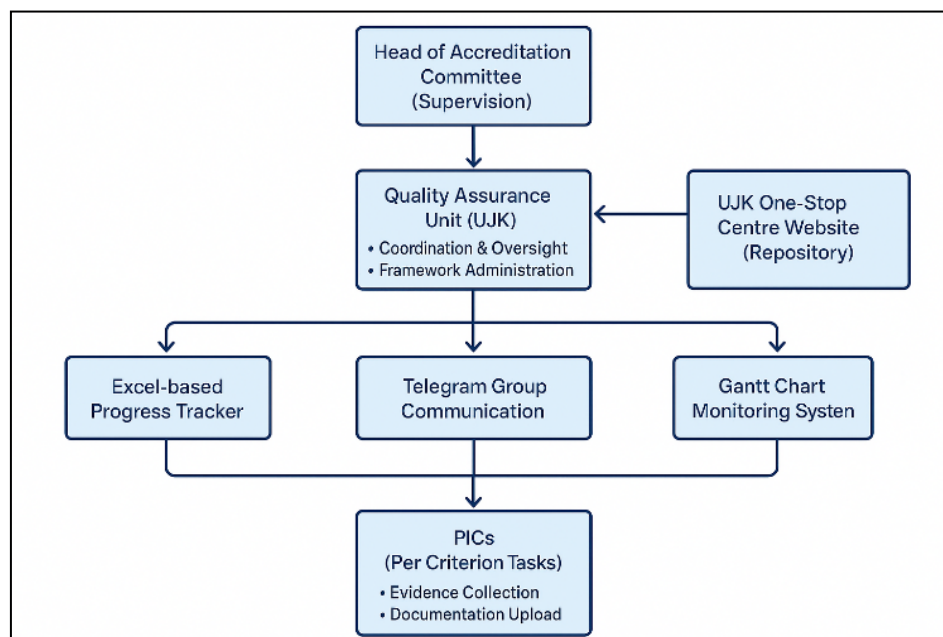 Head of Accreditation
Committee
(Supervision)
Quality Assurance
Unit (UJK)
• Coordination & Oversight
• Framework Administration
UJK One-Stop
Centre Website
(Repository)
Excel-based
Progress Tracker
Telegram Group
Communication
Gantt Chart
Monitoring Systen
PICs
(Per Criterion Tasks)
• Evidence Collection
• Documentation Upload